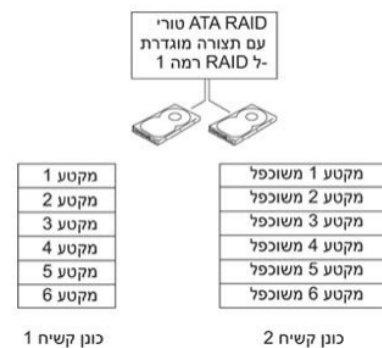 ATA RAID טורי
עם תצורה מוגדרת
ל- RAID רמה 1
מקטע 1
מקטע 2
מקטע 3
מקטע 4
מקטע 5
מקטע 6
כונן קשיח 1
מקטע 1 משוכפל
מקטע 2 משוכפל
מקטע 3 משוכפל
מקטע 4 משוכפל
מקטע 5 משוכפל
מקטע 6 משוכפל
כונן קשיח 2